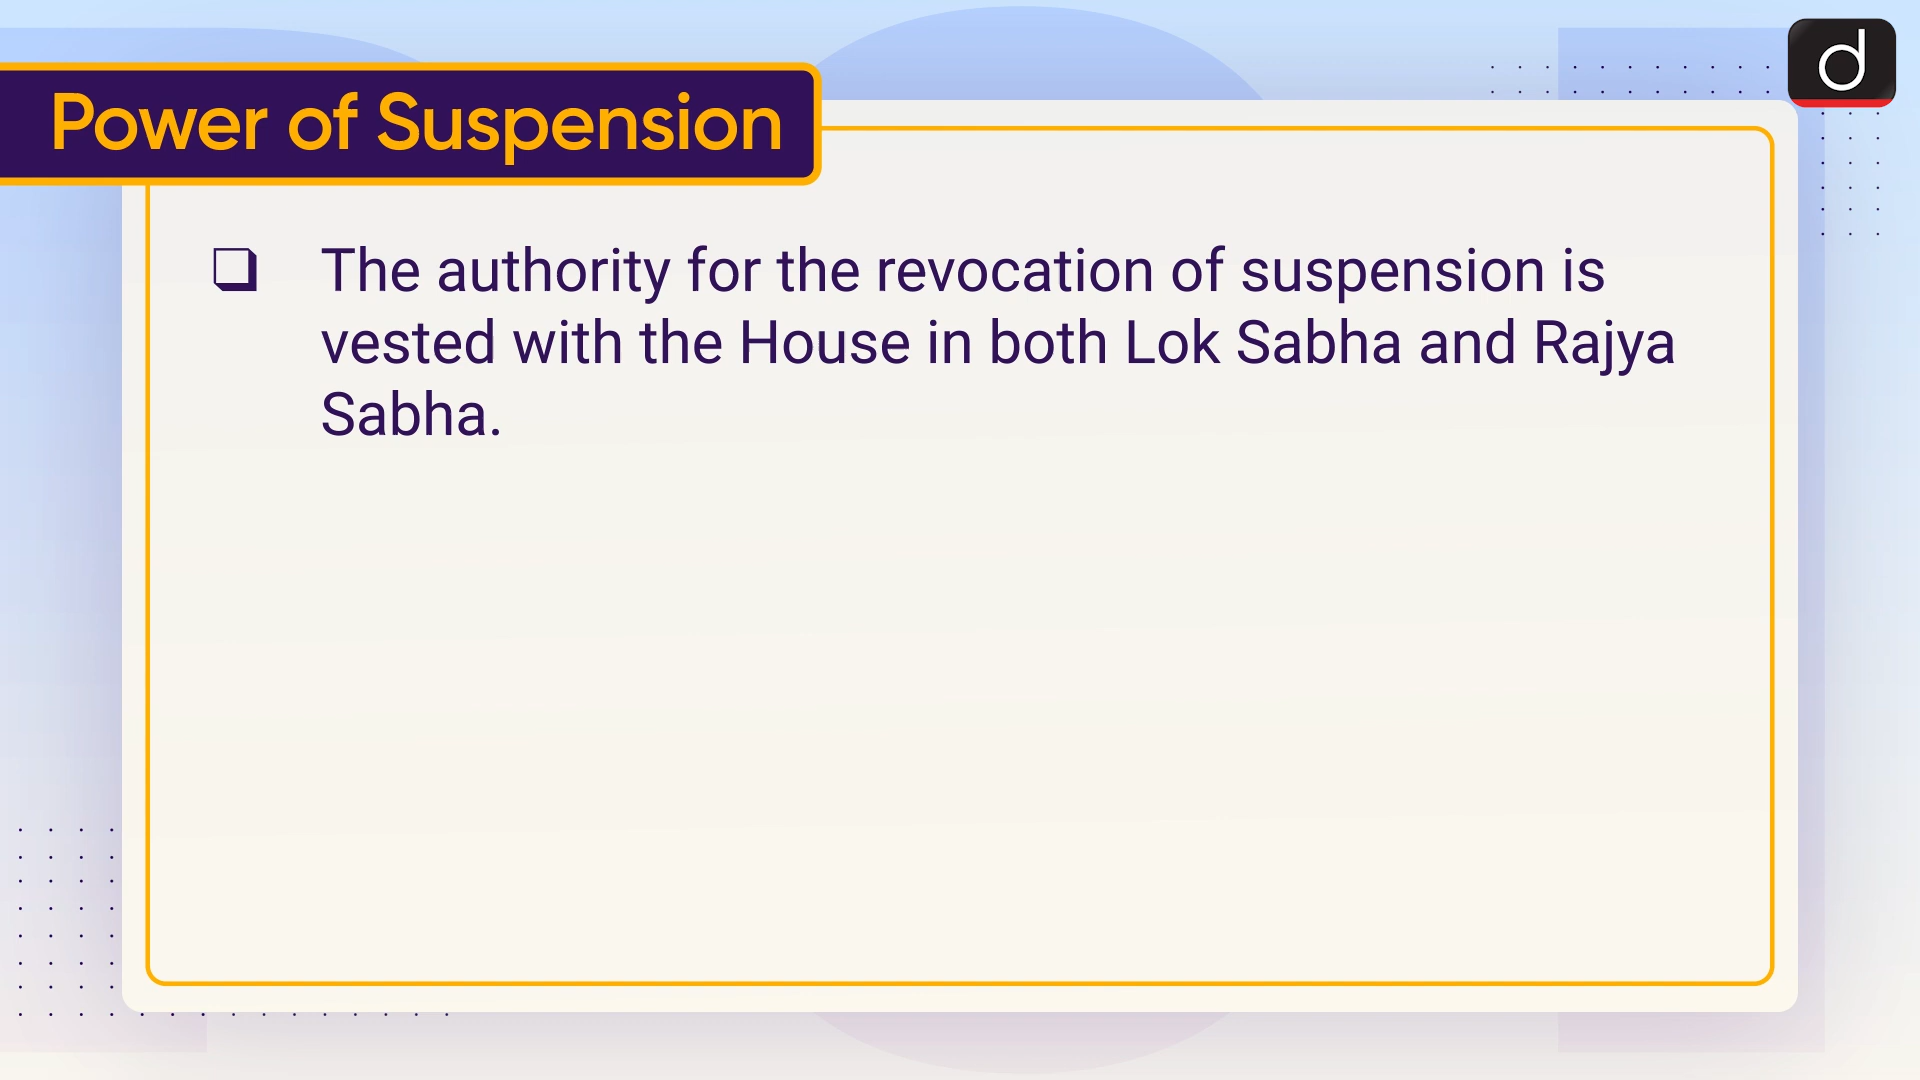 Power of Suspension
d
❑ The authority for the revocation of suspension is
vested with the House in both Lok Sabha and Rajya
Sabha.